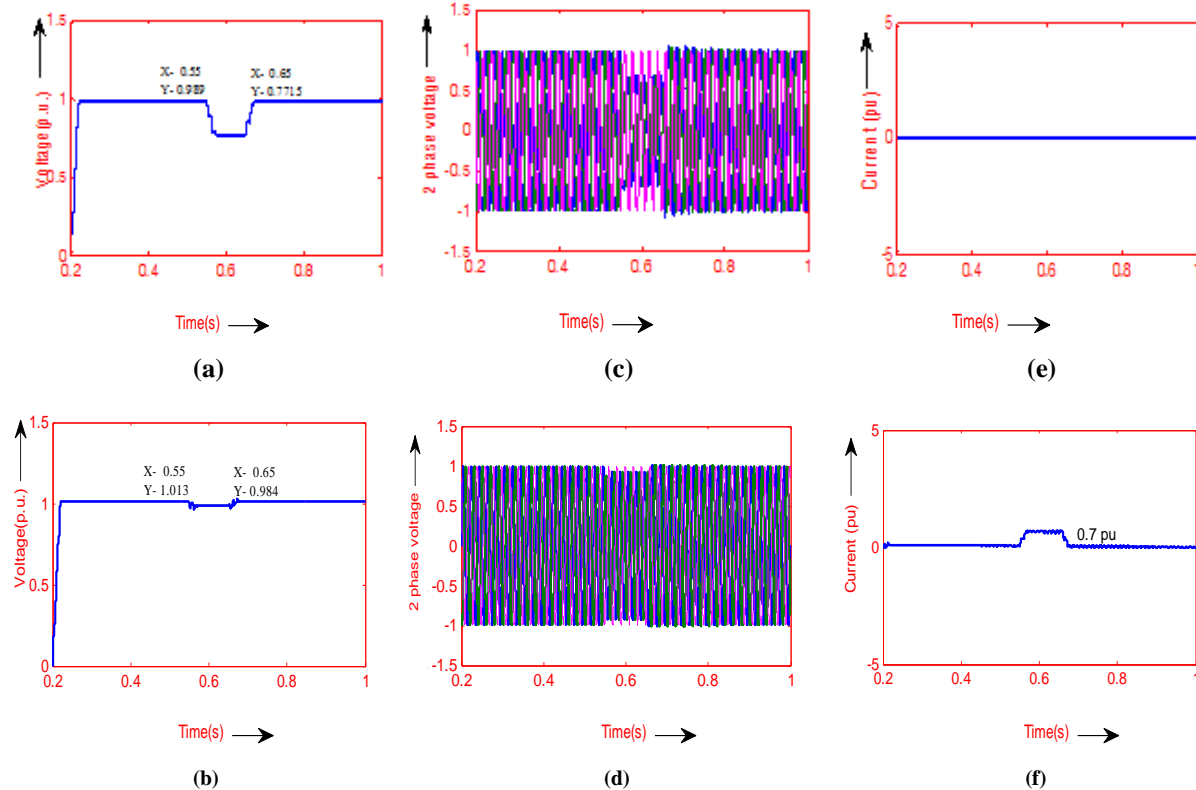 1.5
1
0.5
0
0.2
0.4
0.6
0.8
1
Voltage (p.u.)
X- 0.55
Y- 0.989
X- 0.65
Y- 0.7715
Time(s)
(a)
1.5
1
0.5
0
-0.5
-1
-1.5
0.2
0.4
0.6
0.8
1
2 phase voltage
Time(s)
(c)
5
0
-5
0.2
0.4
0.6
0.8
1
Current (pu)
Time(s)
(e)
1.5
1
0.5
0
0.2
0.4
0.6
0.8
1
Voltage(p.u.)
X- 0.55
Y- 1.013
X- 0.65
Y- 0.984
Time(s)
(b)
1.5
1
0.5
0
-0.5
-1
-1.5
0.2
0.4
0.6
0.8
1
2 phase voltage
Time(s)
(d)
5
0
-5
0.2
0.4
0.6
0.8
1
Current (pu)
0.7 pu
Time(s)
(f)